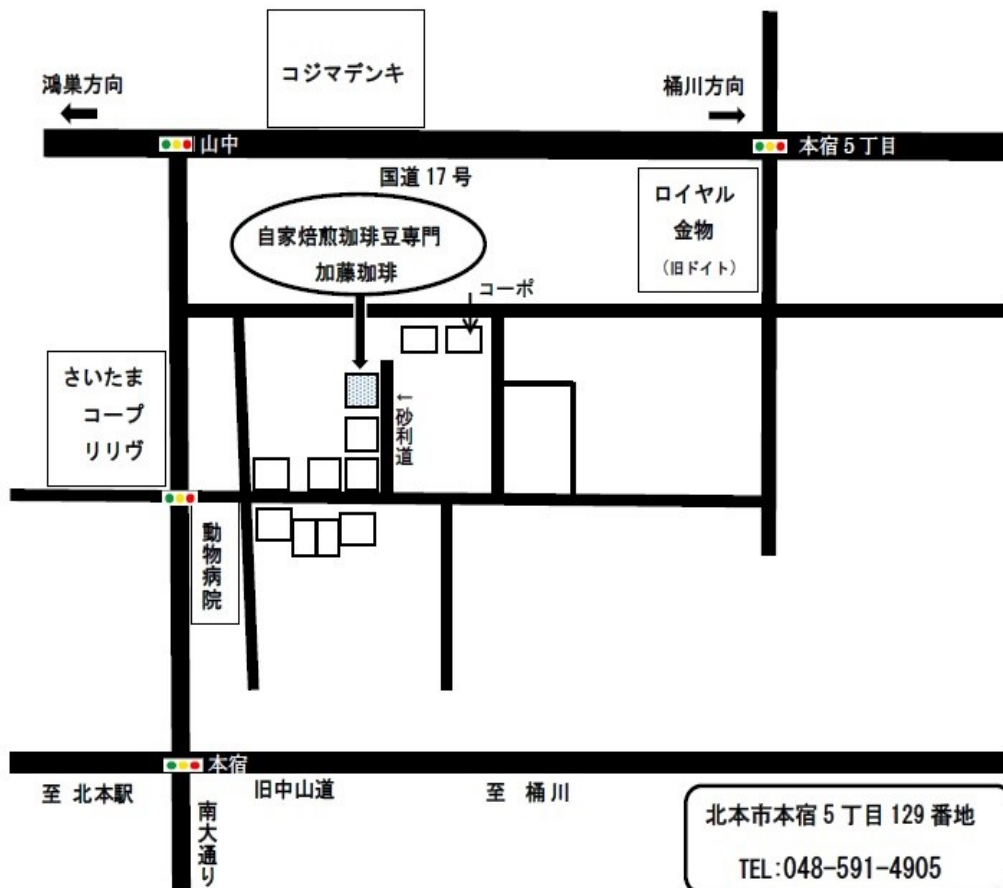 コジマデンキ
鴻巣方向
桶川方向
山中
本宿5丁目
国道17号
ロイヤル
金物
（旧ドイト）
自家焙煎珈琲豆専門
加藤珈琲
コーポ
さいたま
コープ
リリヴ
←砂利道
動物病院
本宿
至 北本駅
旧中山道
至 桶川
南大通り
北本市本宿5丁目129番地
TEL:048-591-4905